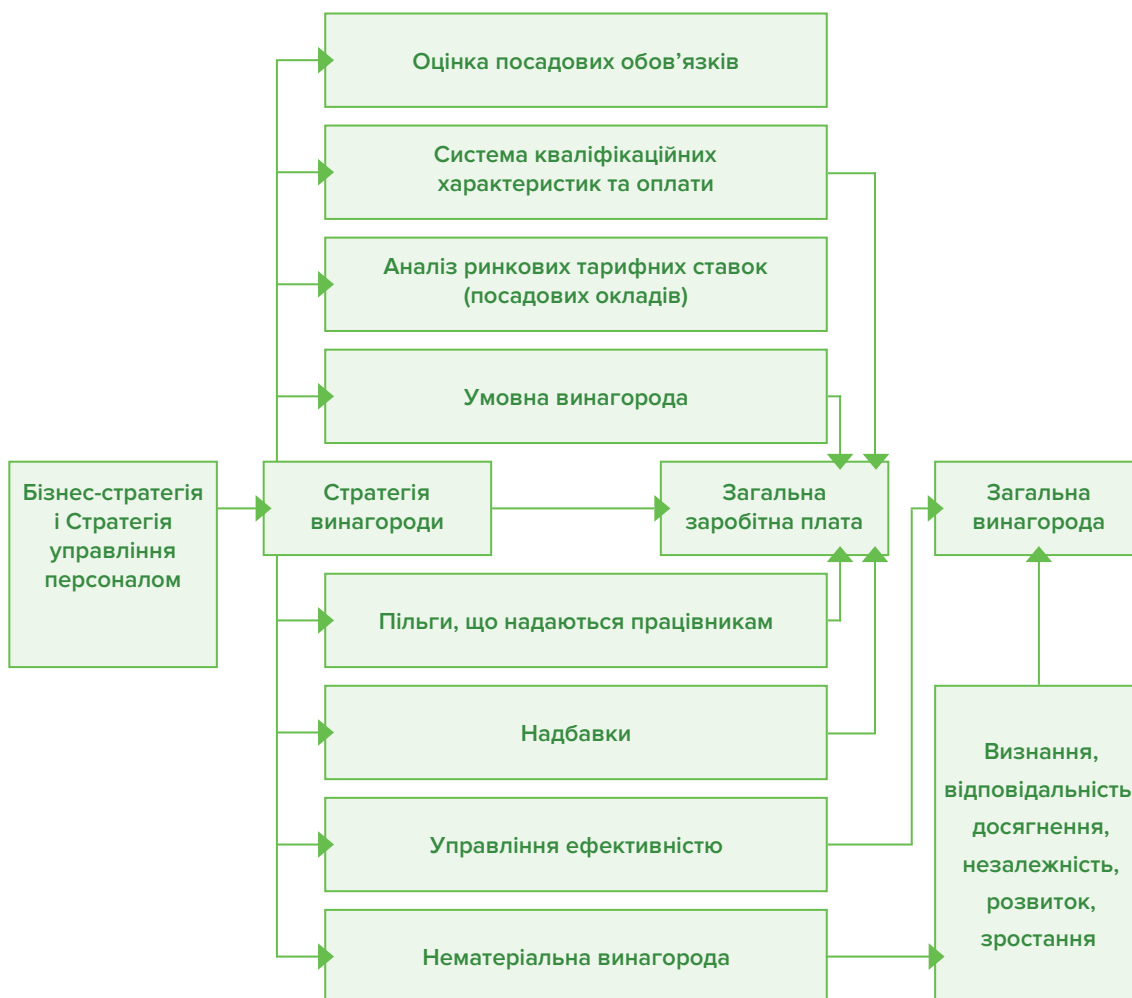 Оцінка посадових обов’язків
Система кваліфікаційних
характеристик та оплати
Аналіз ринкових тарифних ставок
(посадових окладів)
Умовна винагорода
Бізнес-стратегія
і Стратегія
управління
персоналом
Стратегія
винагороди
Загальна
заробітна плата
Загальна
винагорода
Пільги, що надаються працівникам
Надбавки
Управління ефективністю
Нематеріальна винагорода
Визнання,
відповідальність,
досягнення,
незалежність,
розвиток,
зростання